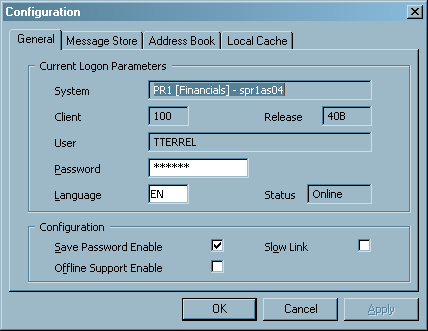 Configuration
General Message Store Address Book Local Cache
Current Logon Parameters
System PR1 [Financials] - spr1as04
Client 100 Release 40B
User TTERREL
Password ******
Language EN Status Online
Configuration
Save Password Enable Slow Link
Offline Support Enable
OK Cancel Apply